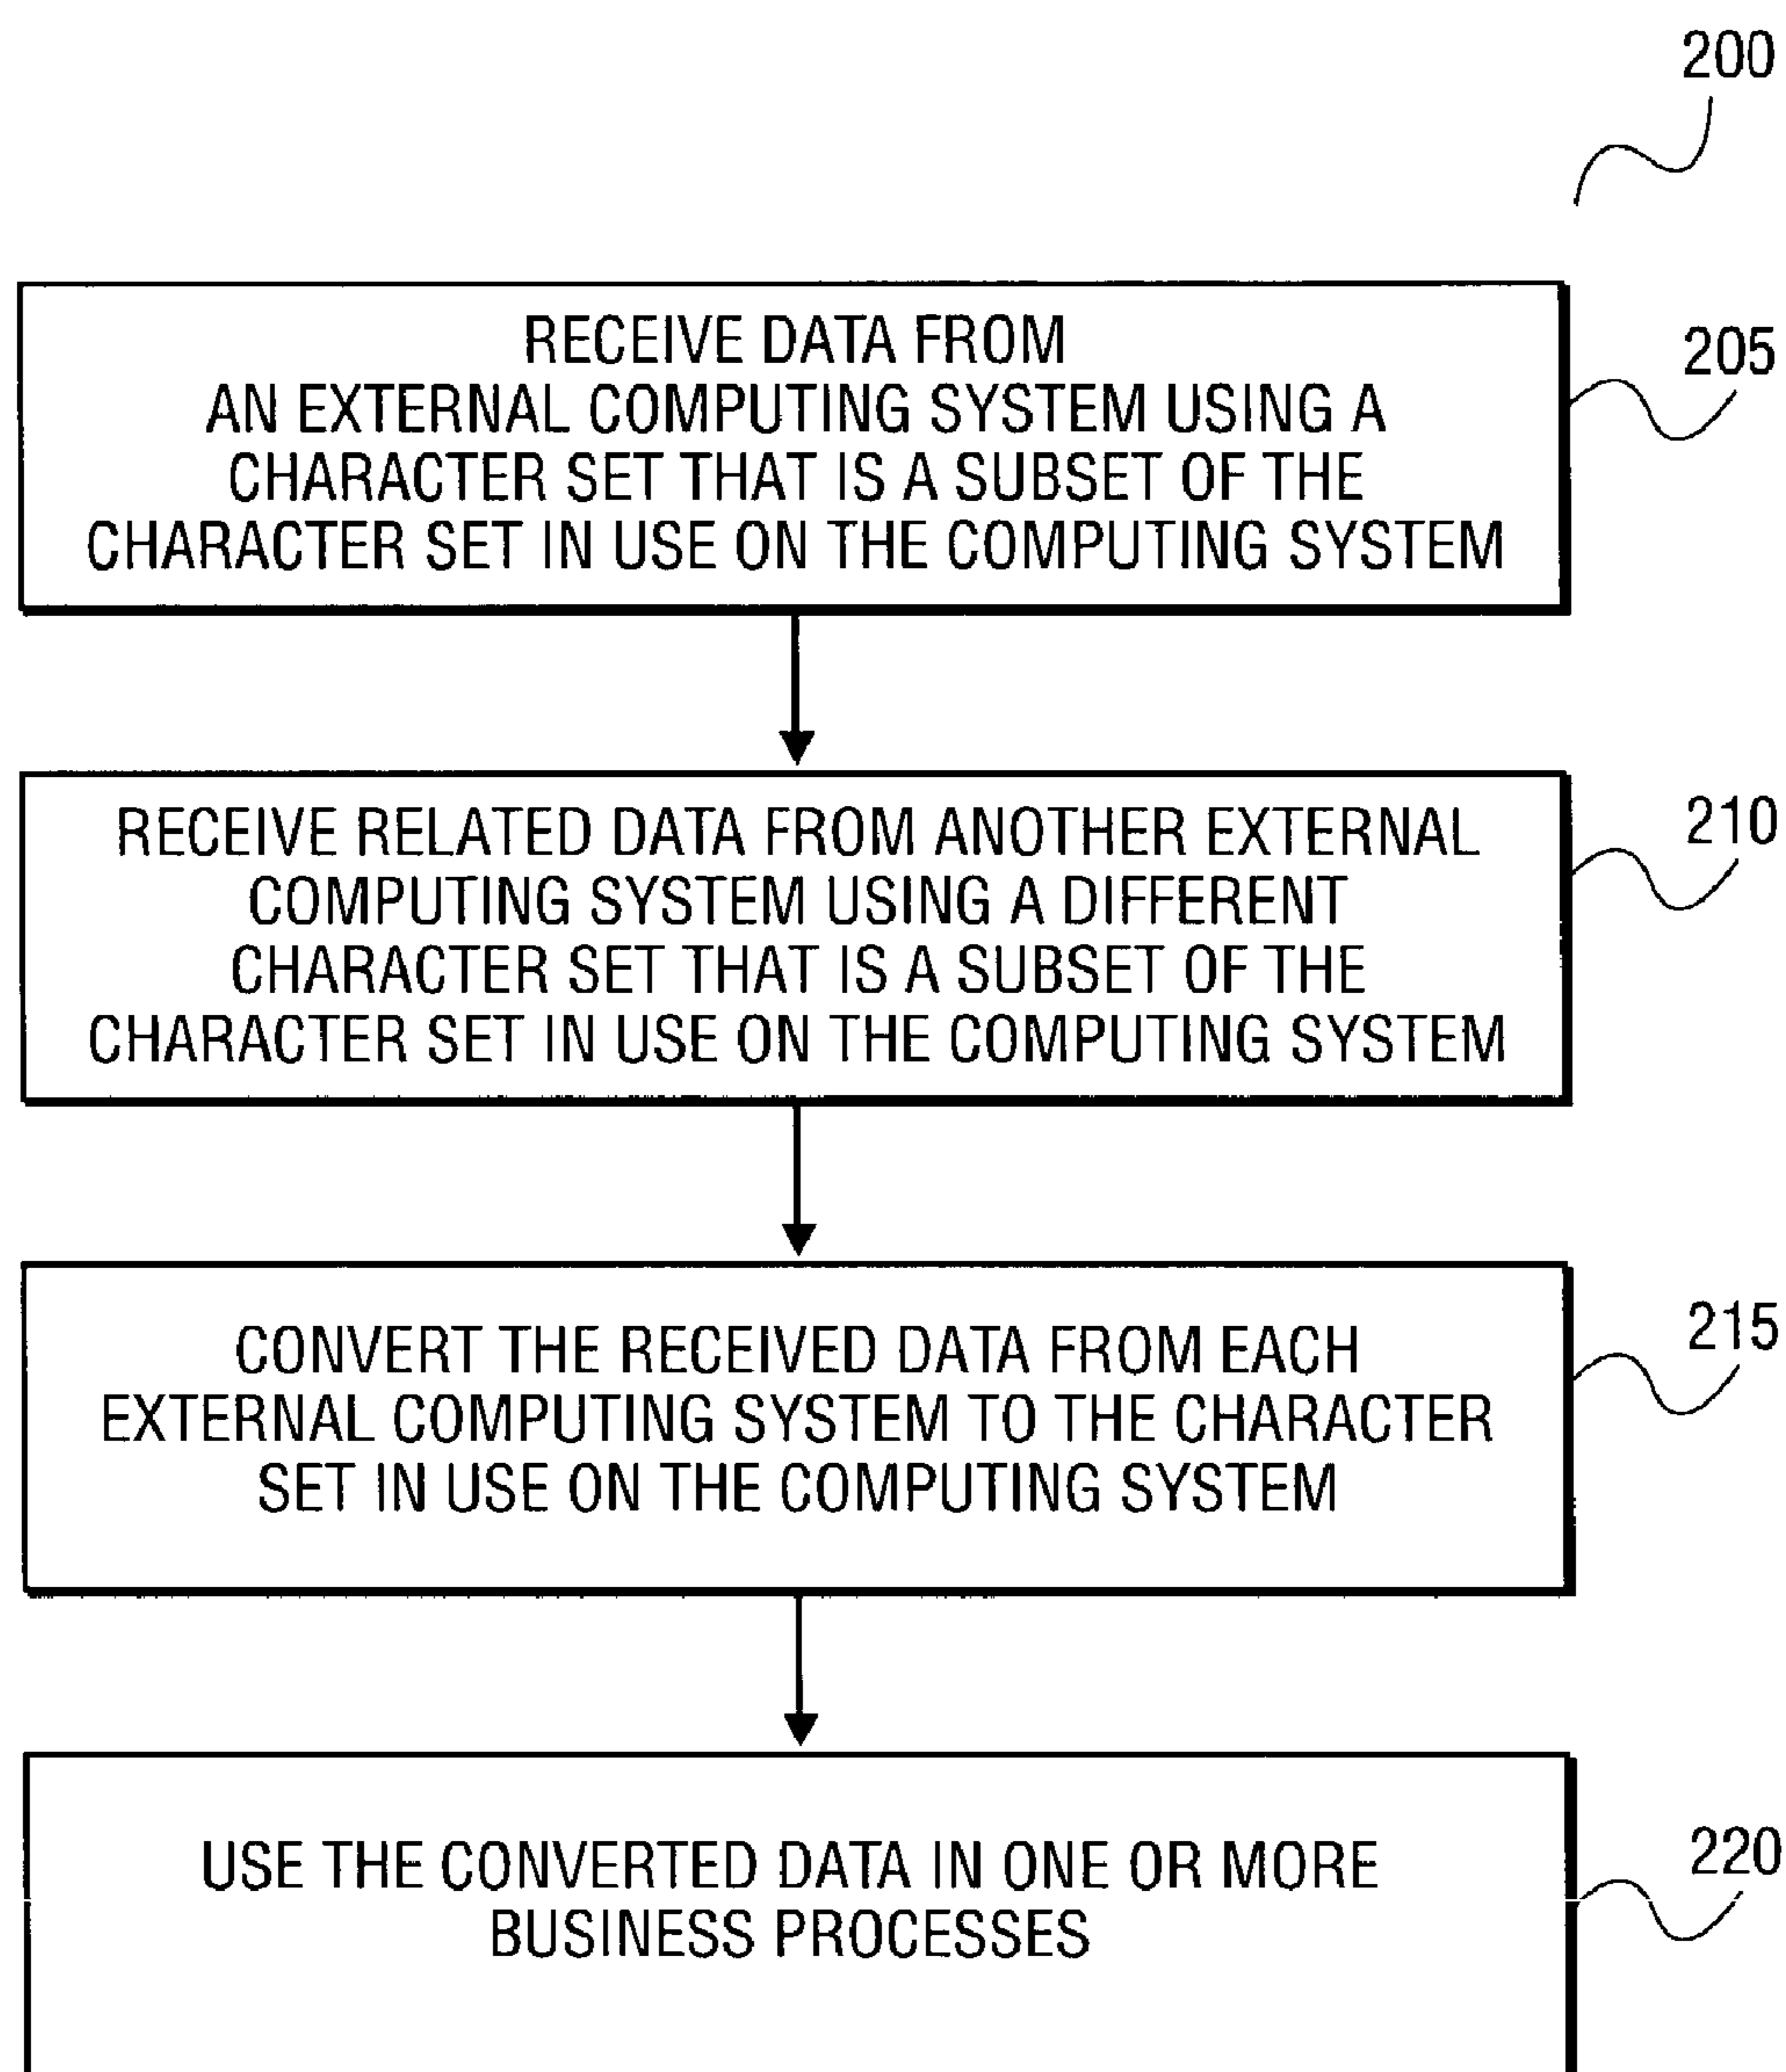 200
RECEIVE DATA FROM
AN EXTERNAL COMPUTING SYSTEM USING A
CHARACTER SET THAT IS A SUBSET OF THE
CHARACTER SET IN USE ON THE COMPUTING SYSTEM
205
RECEIVE RELATED DATA FROM ANOTHER EXTERNAL
COMPUTING SYSTEM USING A DIFFERENT
CHARACTER SET THAT IS A SUBSET OF THE
CHARACTER SET IN USE ON THE COMPUTING SYSTEM
210
CONVERT THE RECEIVED DATA FROM EACH
EXTERNAL COMPUTING SYSTEM TO THE CHARACTER
SET IN USE ON THE COMPUTING SYSTEM
215
USE THE CONVERTED DATA IN ONE OR MORE
BUSINESS PROCESSES
220